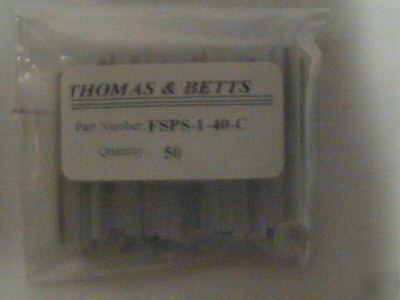 THOMAS & BETTS
Part Number: FSPS-1-40-C
Quantity: 50